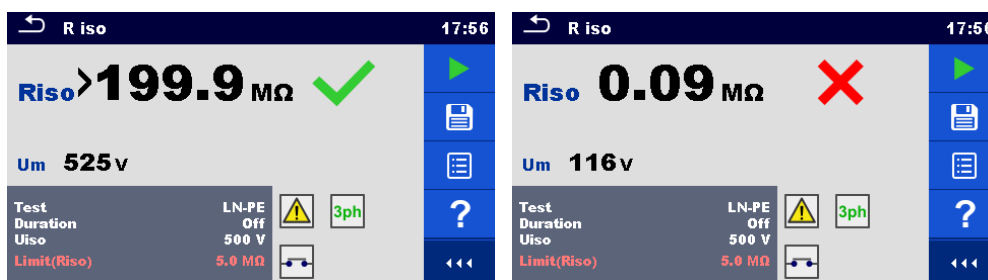 R iso 17:56
Riso >199.9 MΩ
Um 525 V
Test LN-PE
Duration Off
Uiso 500 V
Limit(Riso) 5.0 MΩ
3ph
?
R iso 17:56
Riso 0.09 MΩ
Um 116 V
Test LN-PE
Duration Off
Uiso 500 V
Limit(Riso) 5.0 MΩ
3ph
?